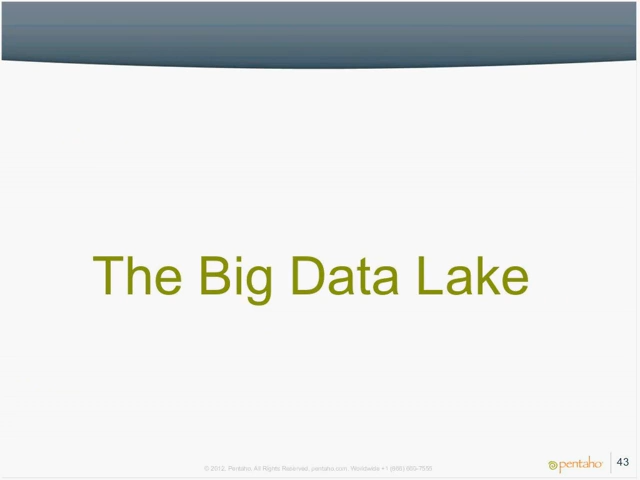 The Big Data Lake
© 2012, Pentaho. All Rights Reserved. pentaho.com. Worldwide +1 (866) 660-7555
pentaho
43